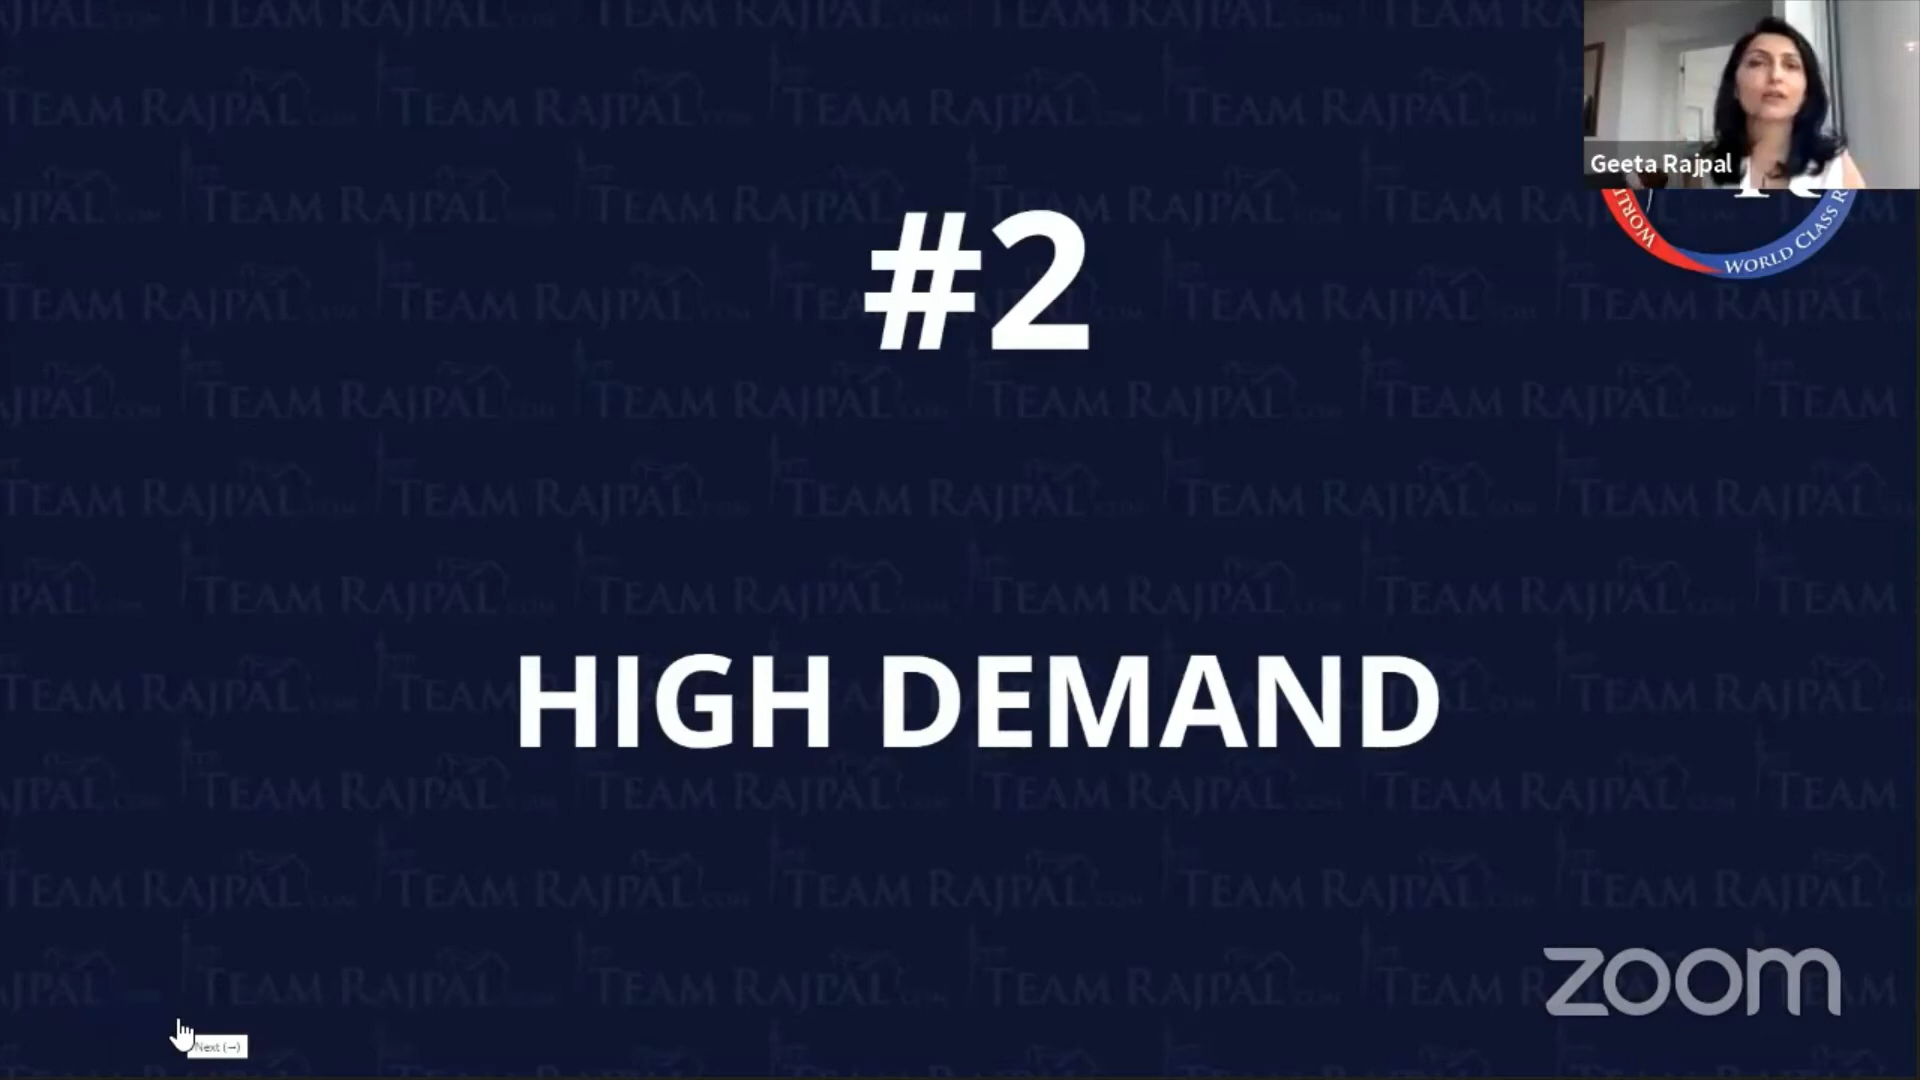 Geeta Rajpal
WORLD CLASS
#2
HIGH DEMAND
zoom
Next (→)
TEAM RAJPAL